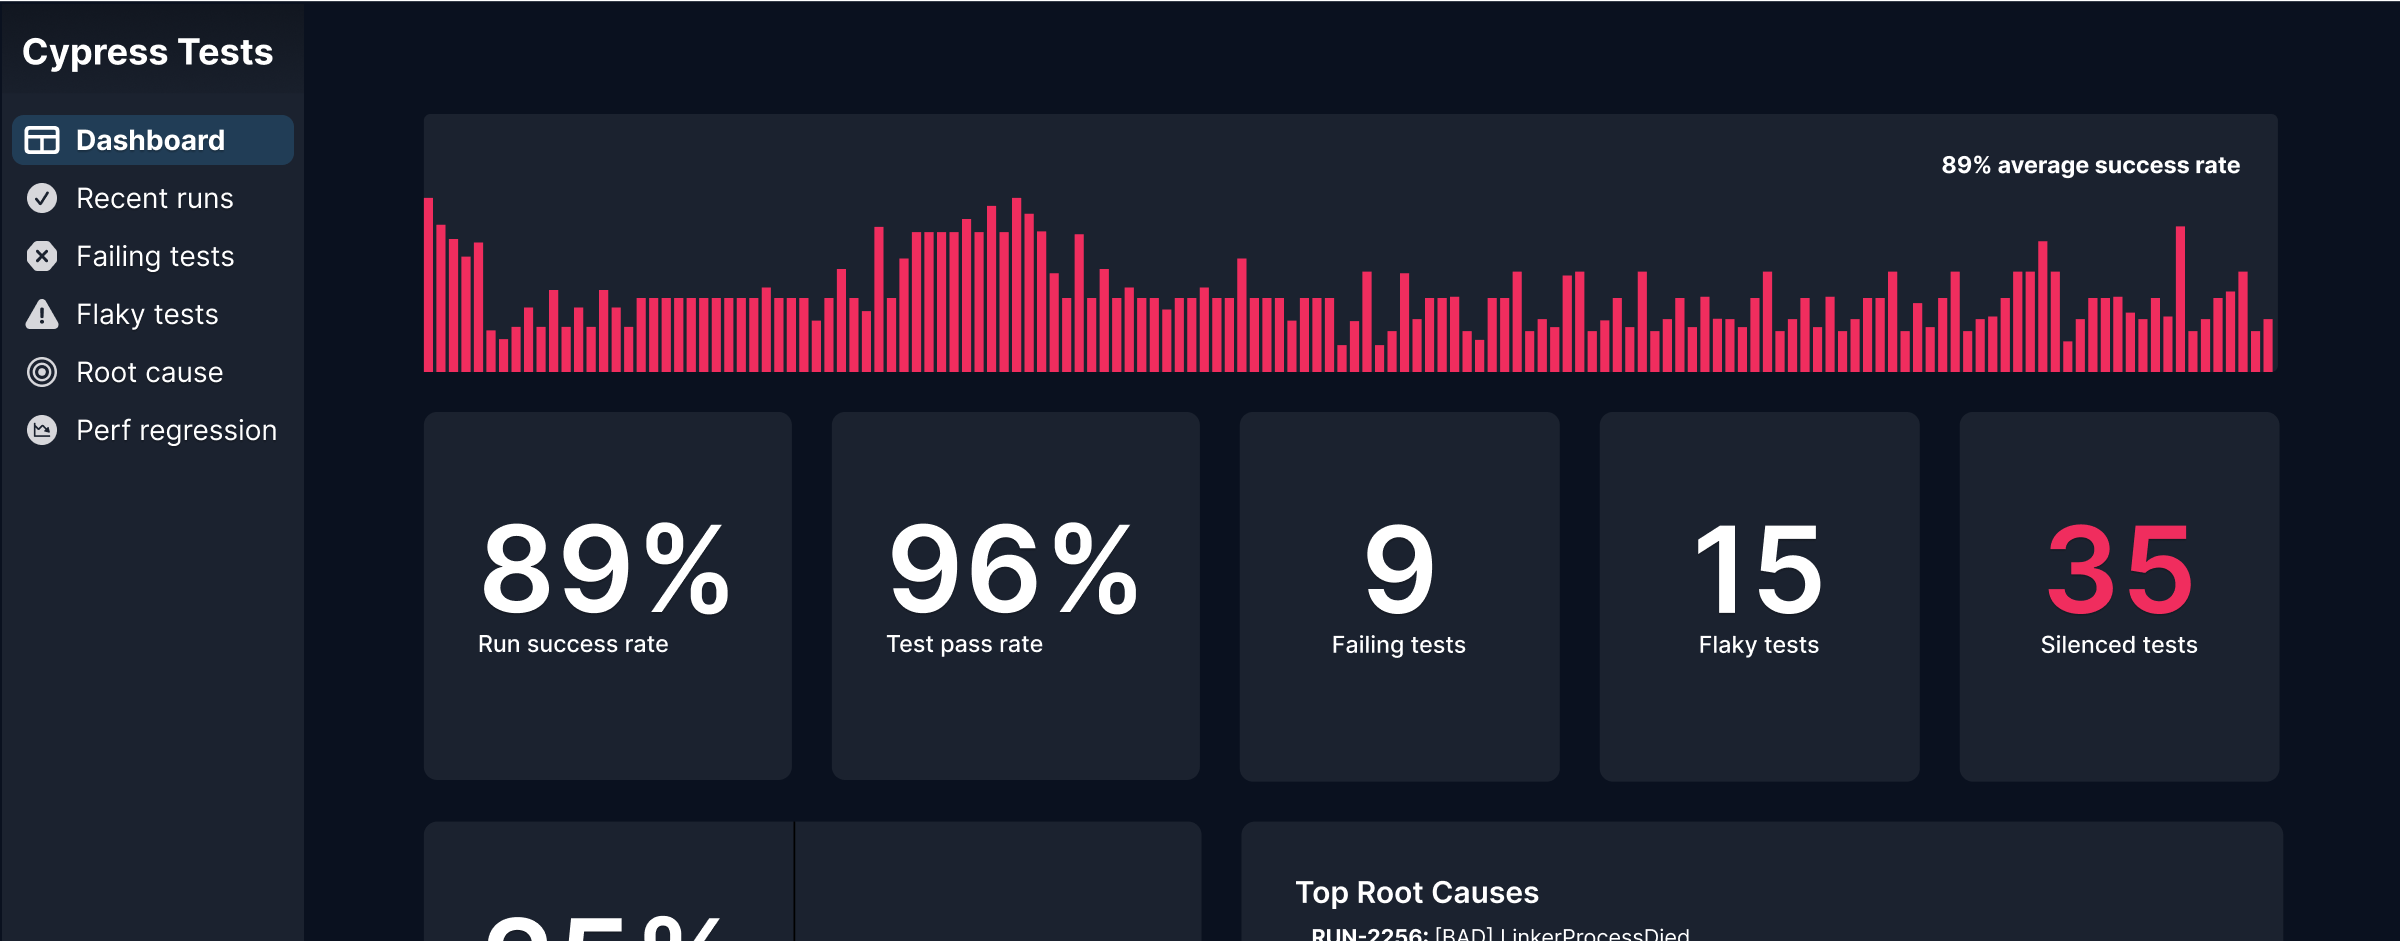 Cypress Tests
Dashboard
Recent runs
Failing tests
Flaky tests
Root cause
Perf regression
89% average success rate
89%
Run success rate
96%
Test pass rate
9
Failing tests
15
Flaky tests
35
Silenced tests
Top Root Causes
RUN-2256: [BAD] LinkerProcessDied